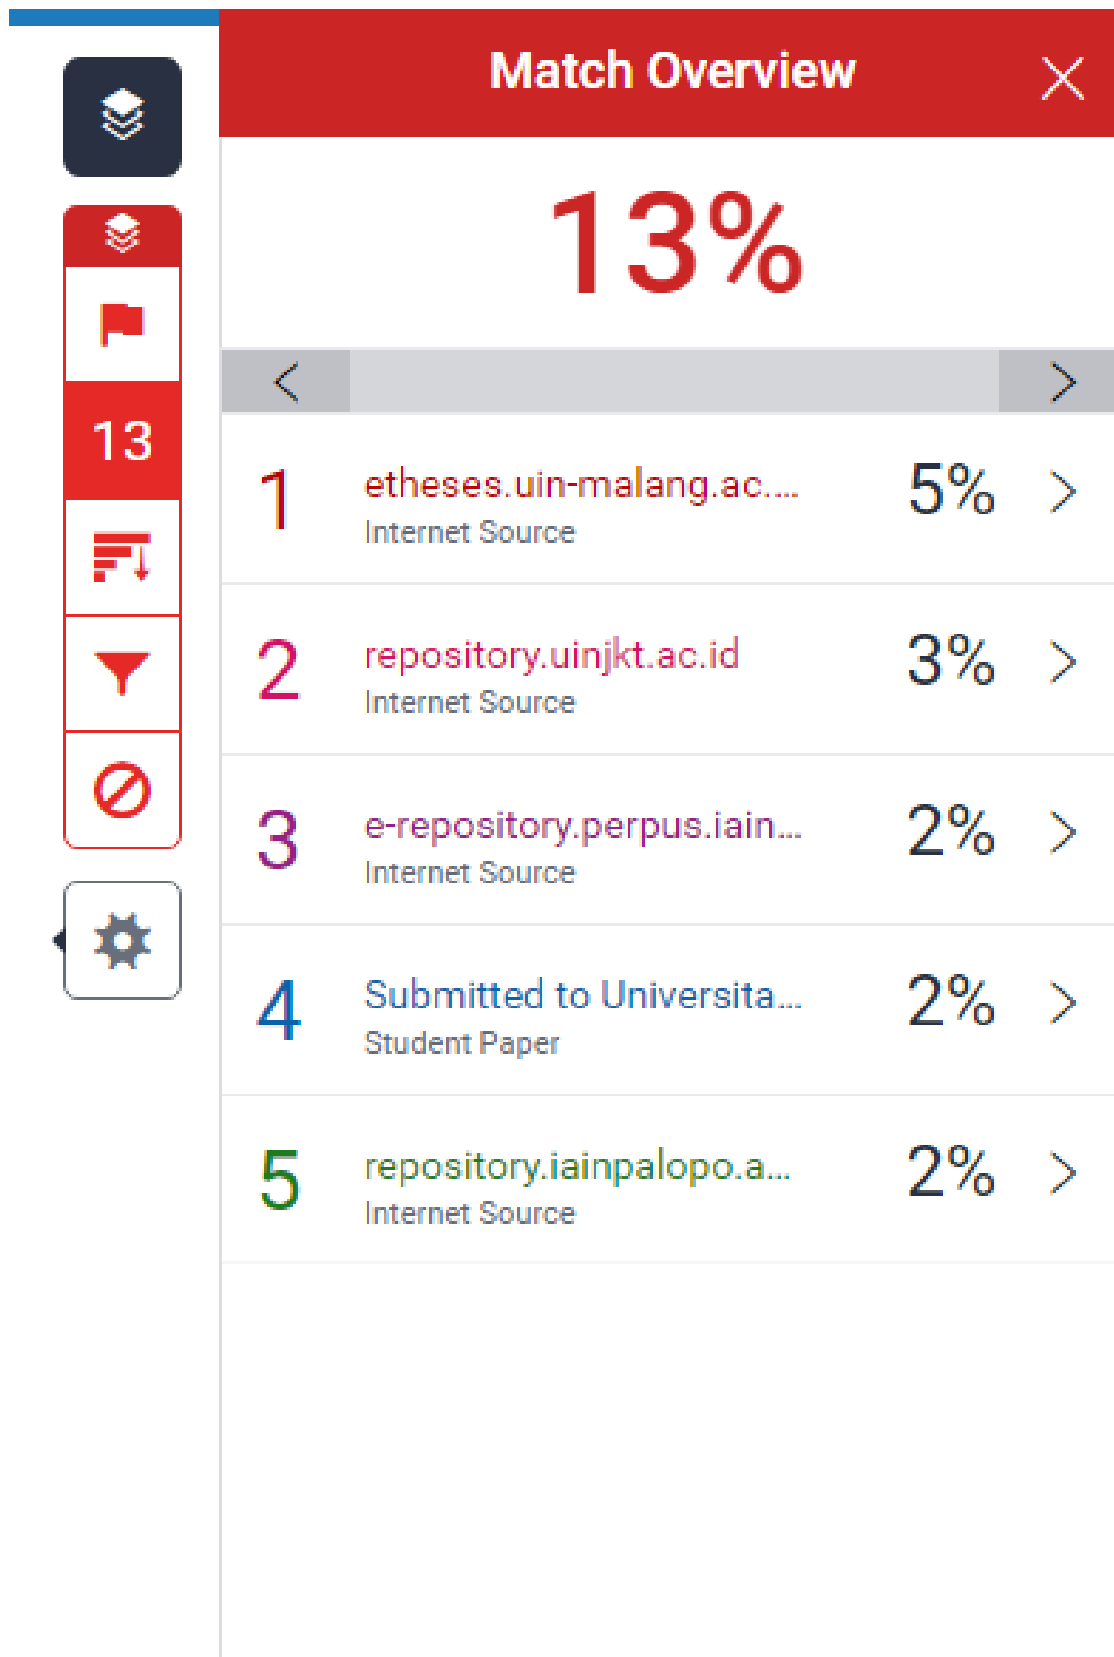 Match Overview
13%
13
1 etheses.uin-malang.ac.... 5%
Internet Source
2 repository.uinjkt.ac.id 3%
Internet Source
3 e-repository.perpus.iain... 2%
Internet Source
4 Submitted to Universita... 2%
Student Paper
5 repository.iainpalopo.a... 2%
Internet Source